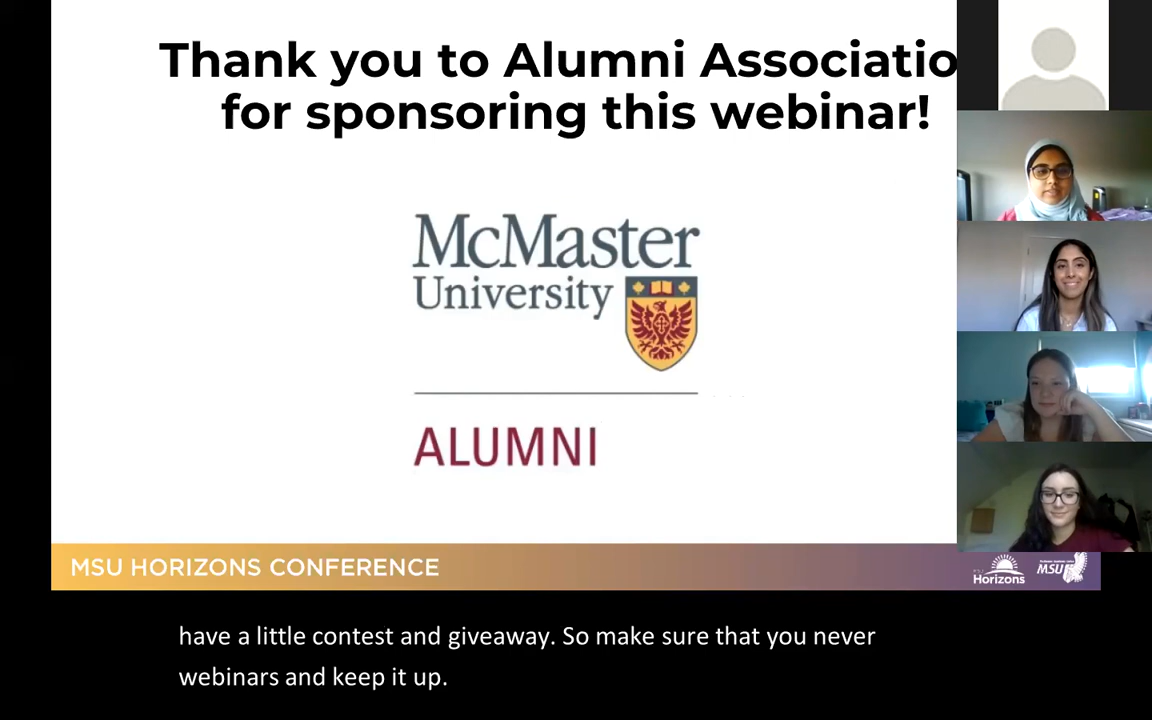 Thank you to Alumni Associatio
for sponsoring this webinar!
McMaster
University
ALUMNI
MSU HORIZONS CONFERENCE
MSU
Horizons
MSU
have a little contest and giveaway. So make sure that you never
webinars and keep it up.